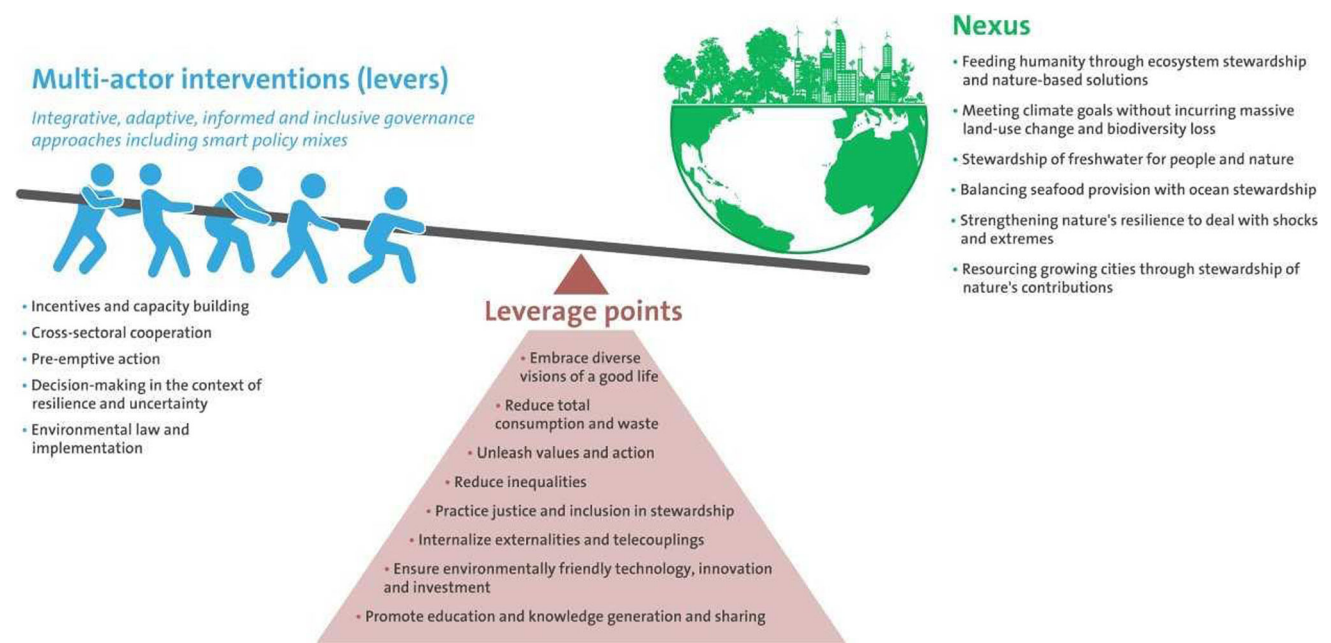 Multi-actor interventions (levers)
Integrative, adaptive, informed and inclusive governance
approaches including smart policy mixes
• Incentives and capacity building
• Cross-sectoral cooperation
• Pre-emptive action
• Decision-making in the context of
resilience and uncertainty
• Environmental law and
implementation
Leverage points
• Embrace diverse
visions of a good life
• Reduce total
consumption and waste
• Unleash values and action
• Reduce inequalities
• Practice justice and inclusion in stewardship
• Internalize externalities and telecouplings
• Ensure environmentally friendly technology, innovation
and investment
• Promote education and knowledge generation and sharing
Nexus
• Feeding humanity through ecosystem stewardship
and nature-based solutions
• Meeting climate goals without incurring massive
land-use change and biodiversity loss
• Stewardship of freshwater for people and nature
• Balancing seafood provision with ocean stewardship
• Strengthening nature's resilience to deal with shocks
and extremes
• Resourcing growing cities through stewardship of
nature's contributions